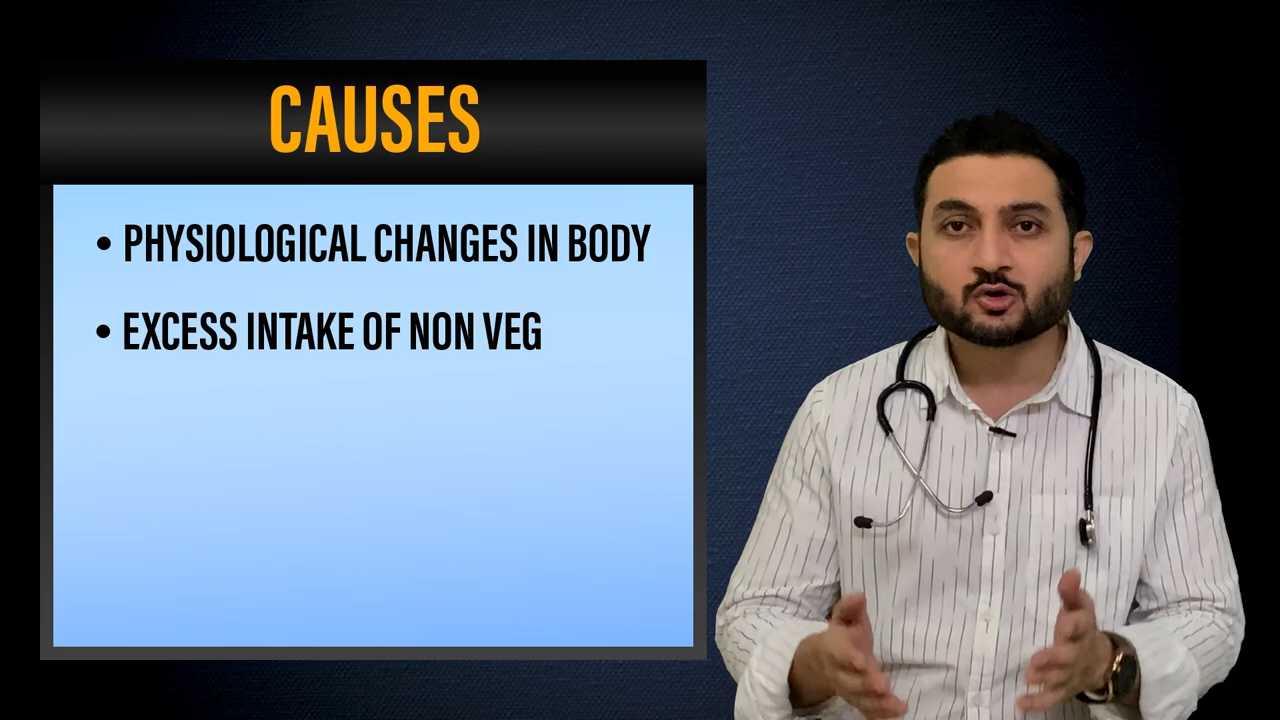 CAUSES
• PHYSIOLOGICAL CHANGES IN BODY
• EXCESS INTAKE OF NON VEG